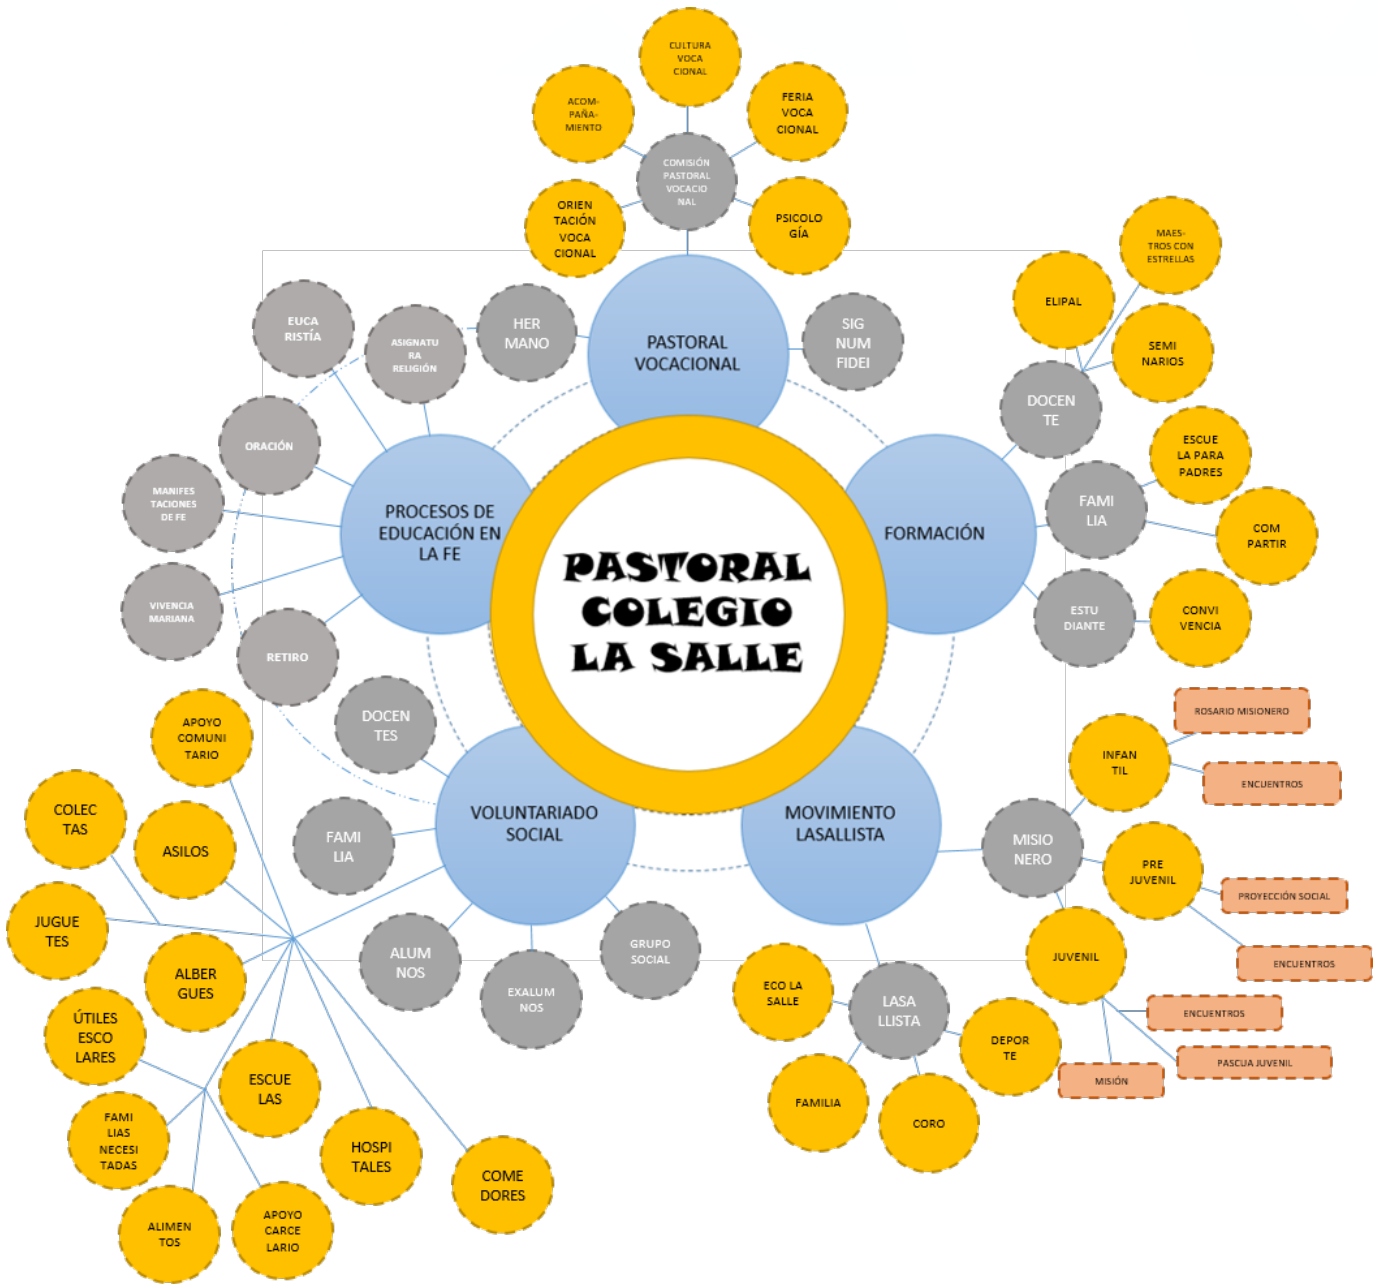 CULTURA
VOCA
CIONAL
ACOM-
PAÑA-
MIENTO
FERIA
VOCA
CIONAL
COMISIÓN
PASTORAL
VOCACIO
NAL
ORIEN
TACIÓN
VOCA
CIONAL
PSICOLO
GÍA
HER
MANO
PASTORAL
VOCACIONAL
SIG
NUM
FIDEI
EUCA
RISTÍA
ASIGNATU
RA
RELIGIÓN
ORACIÓN
MANIFES
TACIONES
DE FE
VIVENCIA
MARIANA
RETIRO
PROCESOS DE
EDUCACIÓN EN
LA FE
PASTORAL
COLEGIO
LA SALLE
FORMACIÓN
MAES-
TROS CON
ESTRELLAS
ELIPAL
SEMI
NARIOS
DOCEN
TE
ESCUE
LA PARA
PADRES
FAMI
LIA
COM
PARTIR
ESTU
DIANTE
CONVI
VENCIA
MOVIMIENTO
LASALLISTA
ROSARIO MISIONERO
INFAN
TIL
ENCUENTROS
MISIO
NERO
PRE
JUVENIL
PROYECCIÓN SOCIAL
ENCUENTROS
JUVENIL
ENCUENTROS
PASCUA JUVENIL
MISIÓN
ECO LA
SALLE
LASA
LLISTA
DEPOR
TE
FAMILIA
CORO
VOLUNTARIADO
SOCIAL
DOCEN
TES
FAMI
LIA
ALUM
NOS
EXALUM
NOS
GRUPO
SOCIAL
APOYO
COMUNI
TARIO
COLEC
TAS
ASILOS
JUGUE
TES
ALBER
GUES
ÚTILES
ESCO
LARES
ESCUE
LAS
FAMI
LIAS
NECESI
TADAS
HOSPI
TALES
COME
DORES
ALIMEN
TOS
APOYO
CARCE
LARIO